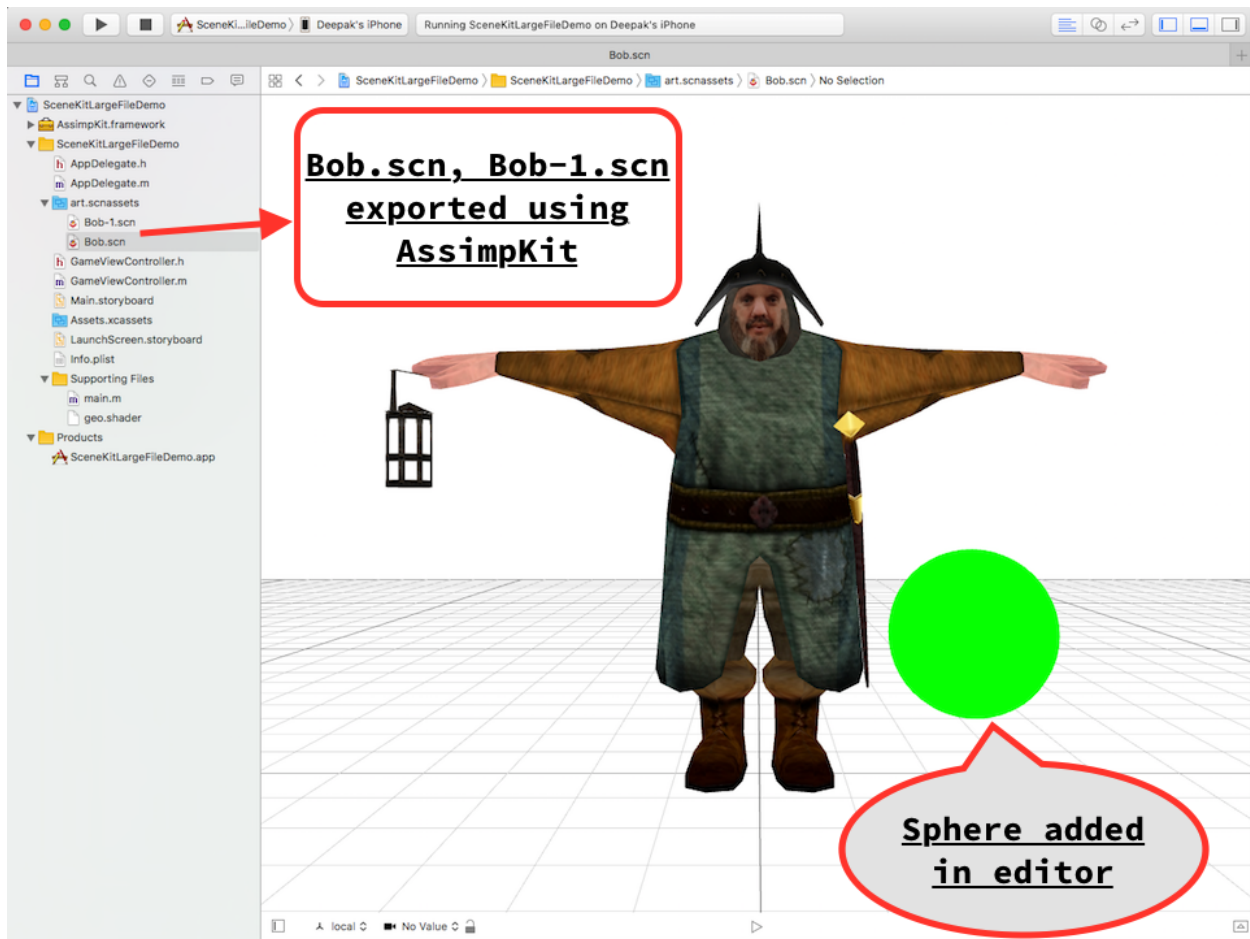 SceneKi...ileDemo
Deepak's iPhone
Running SceneKitLargeFileDemo on Deepak's iPhone
Bob.scn
SceneKitLargeFileDemo
SceneKitLargeFileDemo
art.scnassets
Bob.scn
No Selection
SceneKitLargeFileDemo
AssimpKit.framework
SceneKitLargeFileDemo
h AppDelegate.h
m AppDelegate.m
art.scnassets
Bob-1.scn
Bob.scn
h GameViewController.h
m GameViewController.m
Main.storyboard
Assets.xcassets
LaunchScreen.storyboard
Info.plist
Supporting Files
m main.m
geo.shader
Products
SceneKitLargeFileDemo.app
Bob.scn, Bob-1.scn
exported using
AssimpKit
Sphere added
in editor
local
No Value